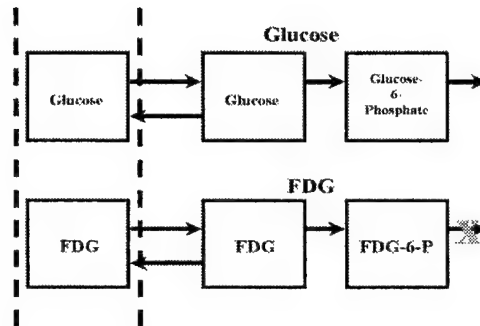 Glucose
Glucose
Glucose
Glucose-
6-
Phosphate
FDG
FDG
FDG
FDG-6-P
X